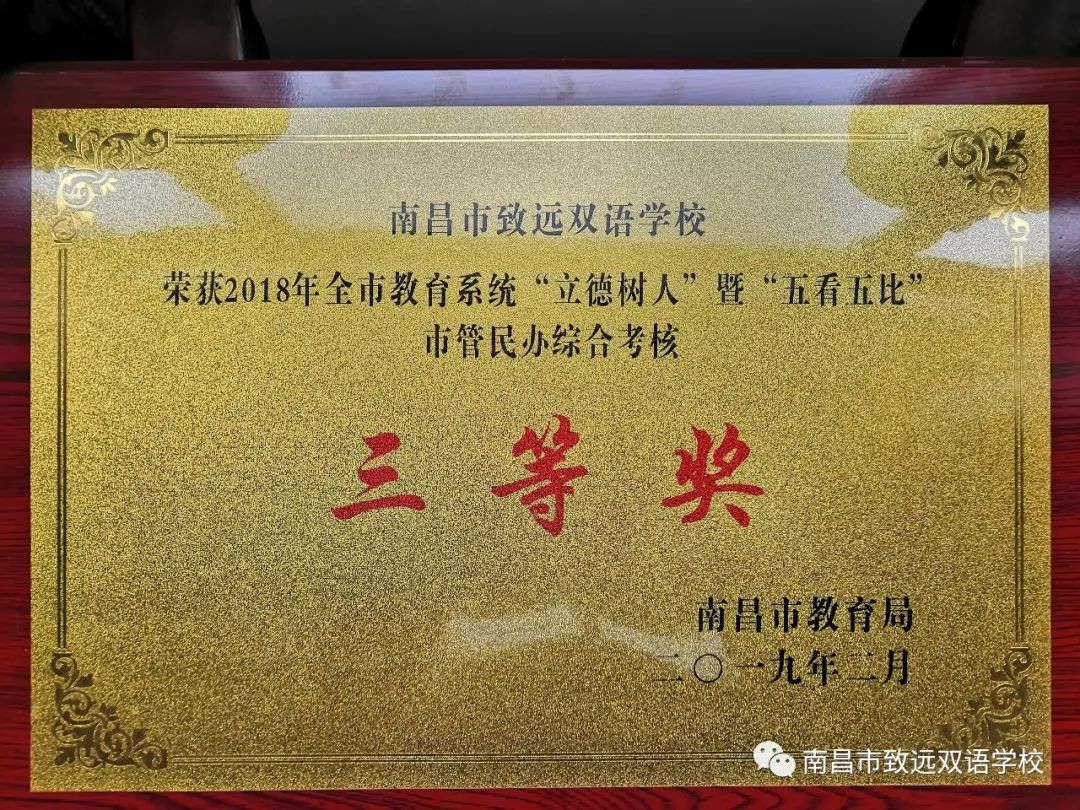 南昌市致远双语学校
荣获2018年全市教育系统“立德树人”暨“五看五比”
市管民办综合考核
三等奖
南昌市教育局
二〇一九年二月
南昌市致远双语学校